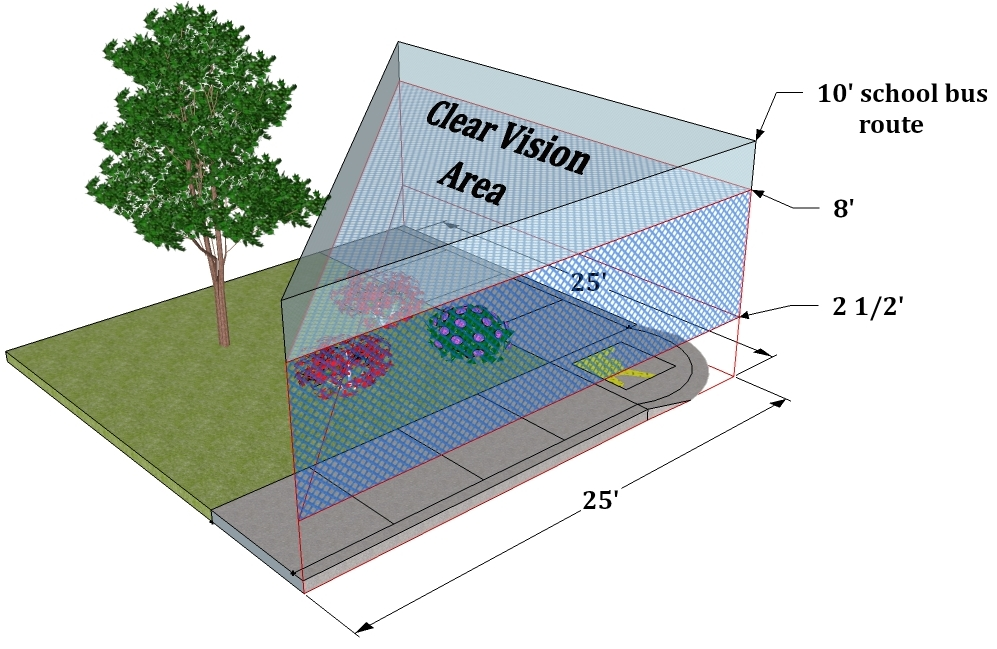 Clear Vision
Area
10' school bus
route
8'
25'
2 1/2'
25'